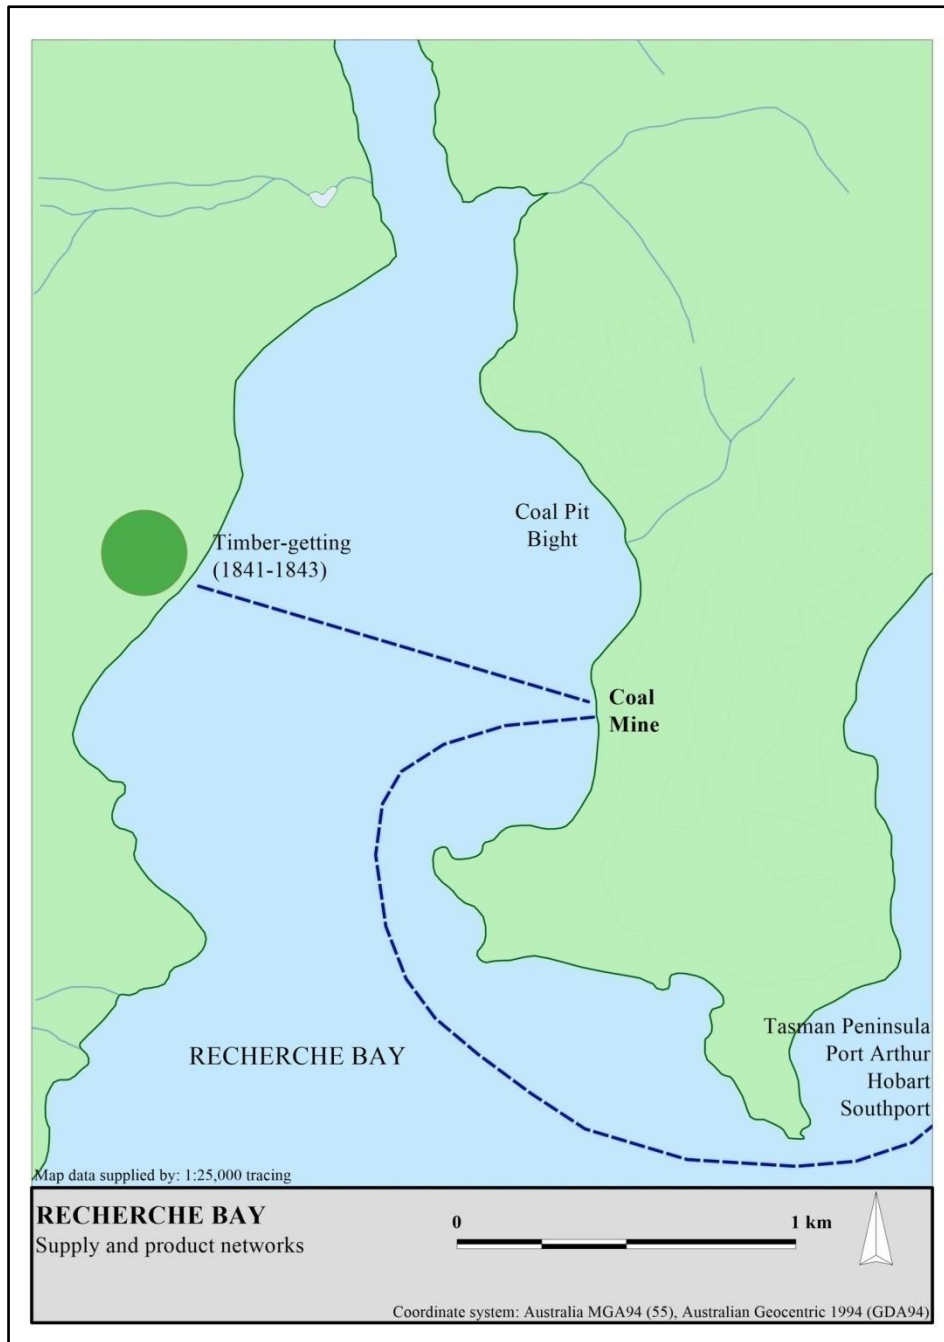 Timber-getting
(1841-1843)
Coal Pit
Bight
Coal
Mine
RECHERCHE BAY
Tasman Peninsula
Port Arthur
Hobart
Southport
Map data supplied by: 1:25,000 tracing
RECHERCHE BAY
Supply and product networks
0
1 km
Coordinate system: Australia MGA94 (55), Australian Geocentric 1994 (GDA94)